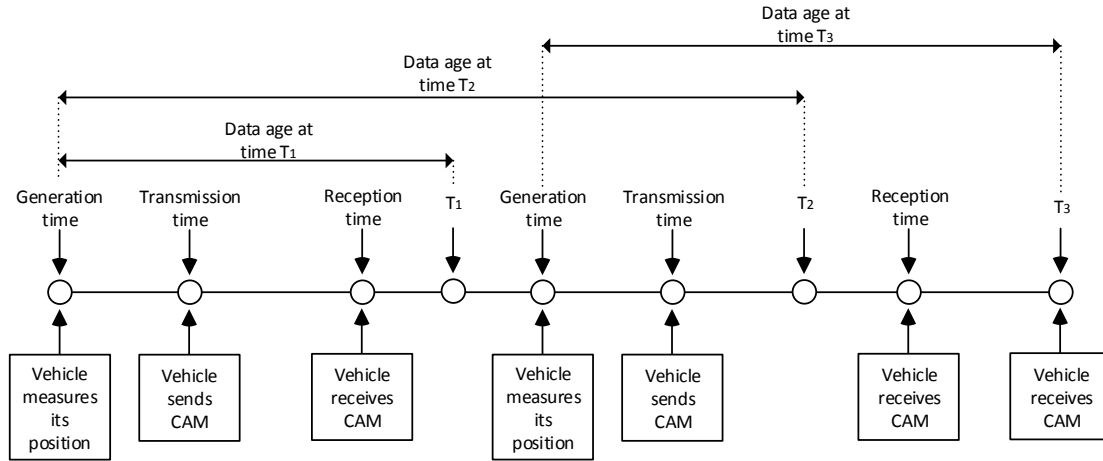 Data age at
time T3
Data age at
time T2
Data age at
time T1
Generation
time
Transmission
time
Reception
time
T1
Generation
time
Transmission
time
T2
Reception
time
T3
Vehicle
measures
its
position
Vehicle
sends
CAM
Vehicle
receives
CAM
Vehicle
measures
its
position
Vehicle
sends
CAM
Vehicle
receives
CAM
Vehicle
receives
CAM